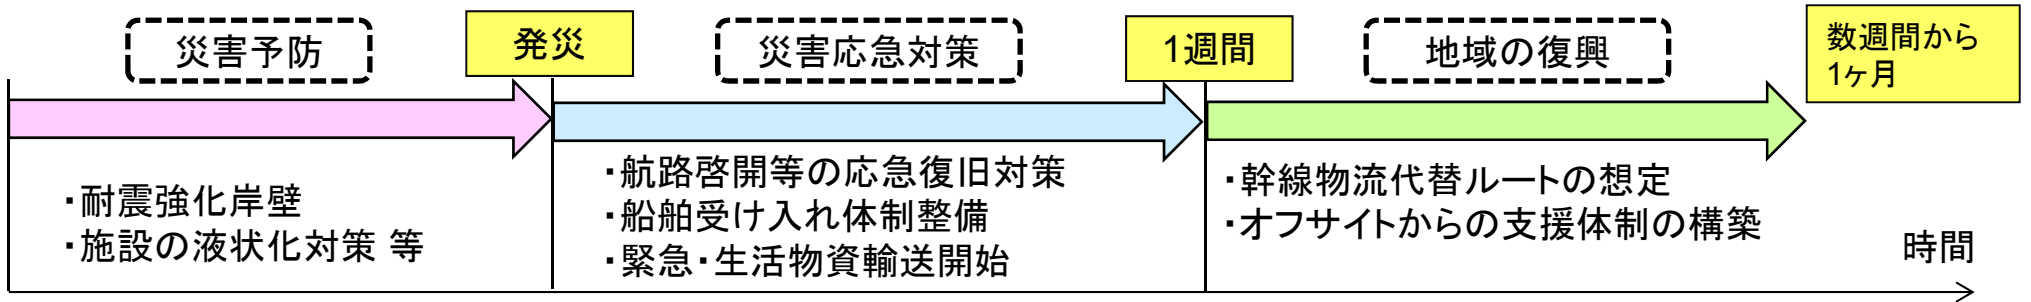 災害予防
発災
災害応急対策
1週間
地域の復興
数週間から
1ヶ月
・耐震強化岸壁
・施設の液状化対策 等
・航路啓開等の応急復旧対策
・船舶受け入れ体制整備
・緊急・生活物資輸送開始
・幹線物流代替ルートの想定
・オフサイトからの支援体制の構築
時間